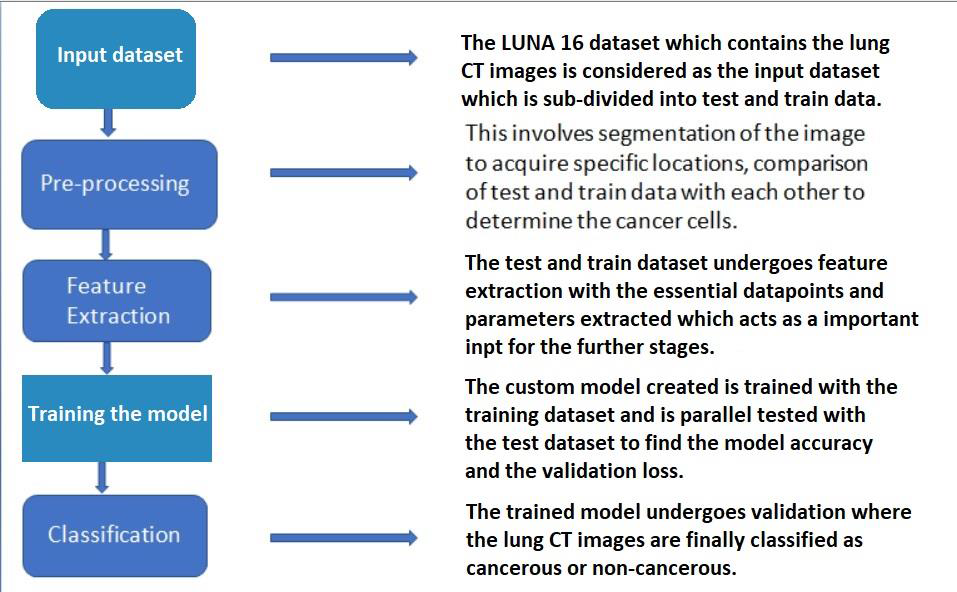 Input dataset
The LUNA 16 dataset which contains the lung
CT images is considered as the input dataset
which is sub-divided into test and train data.
Pre-processing
This involves segmentation of the image
to acquire specific locations, comparison
of test and train data with each other to
determine the cancer cells.
Feature
Extraction
The test and train dataset undergoes feature
extraction with the essential datapoints and
parameters extracted which acts as a important
inpt for the further stages.
Training the model
The custom model created is trained with the
training dataset and is parallel tested with
the test dataset to find the model accuracy
and the validation loss.
Classification
The trained model undergoes validation where
the lung CT images are finally classified as
cancerous or non-cancerous.